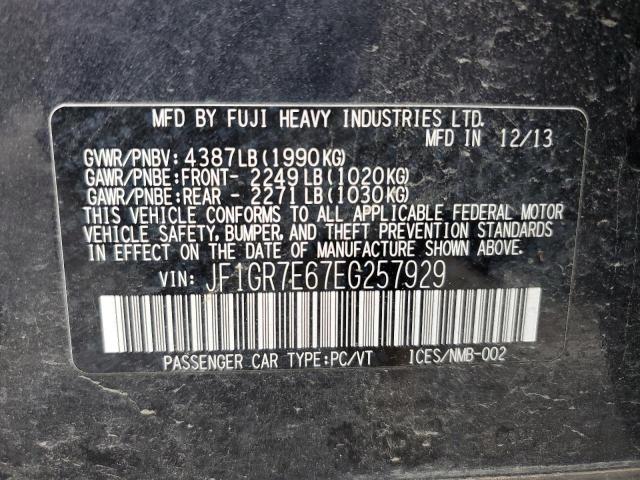 MFD BY FUJI HEAVY INDUSTRIES LTD.
MFD IN 12/13
GVWR/PNBV: 4387LB(1990KG)
GAWR/PNBE:FRONT- 2249LB(1020KG)
GAWR/PNBE:REAR - 2271LB(1030KG)
THIS VEHICLE CONFORMS TO ALL APPLICABLE FEDERAL MOTOR
VEHICLE SAFETY, BUMPER, AND THEFT PREVENTION STANDARDS
IN EFFECT ON THE DATE OF MANUFACTURE SHOWN ABOVE.
VIN: JF1GR7E67EG257929
PASSENGER CAR TYPE:PC/VT ICES/NMB-002